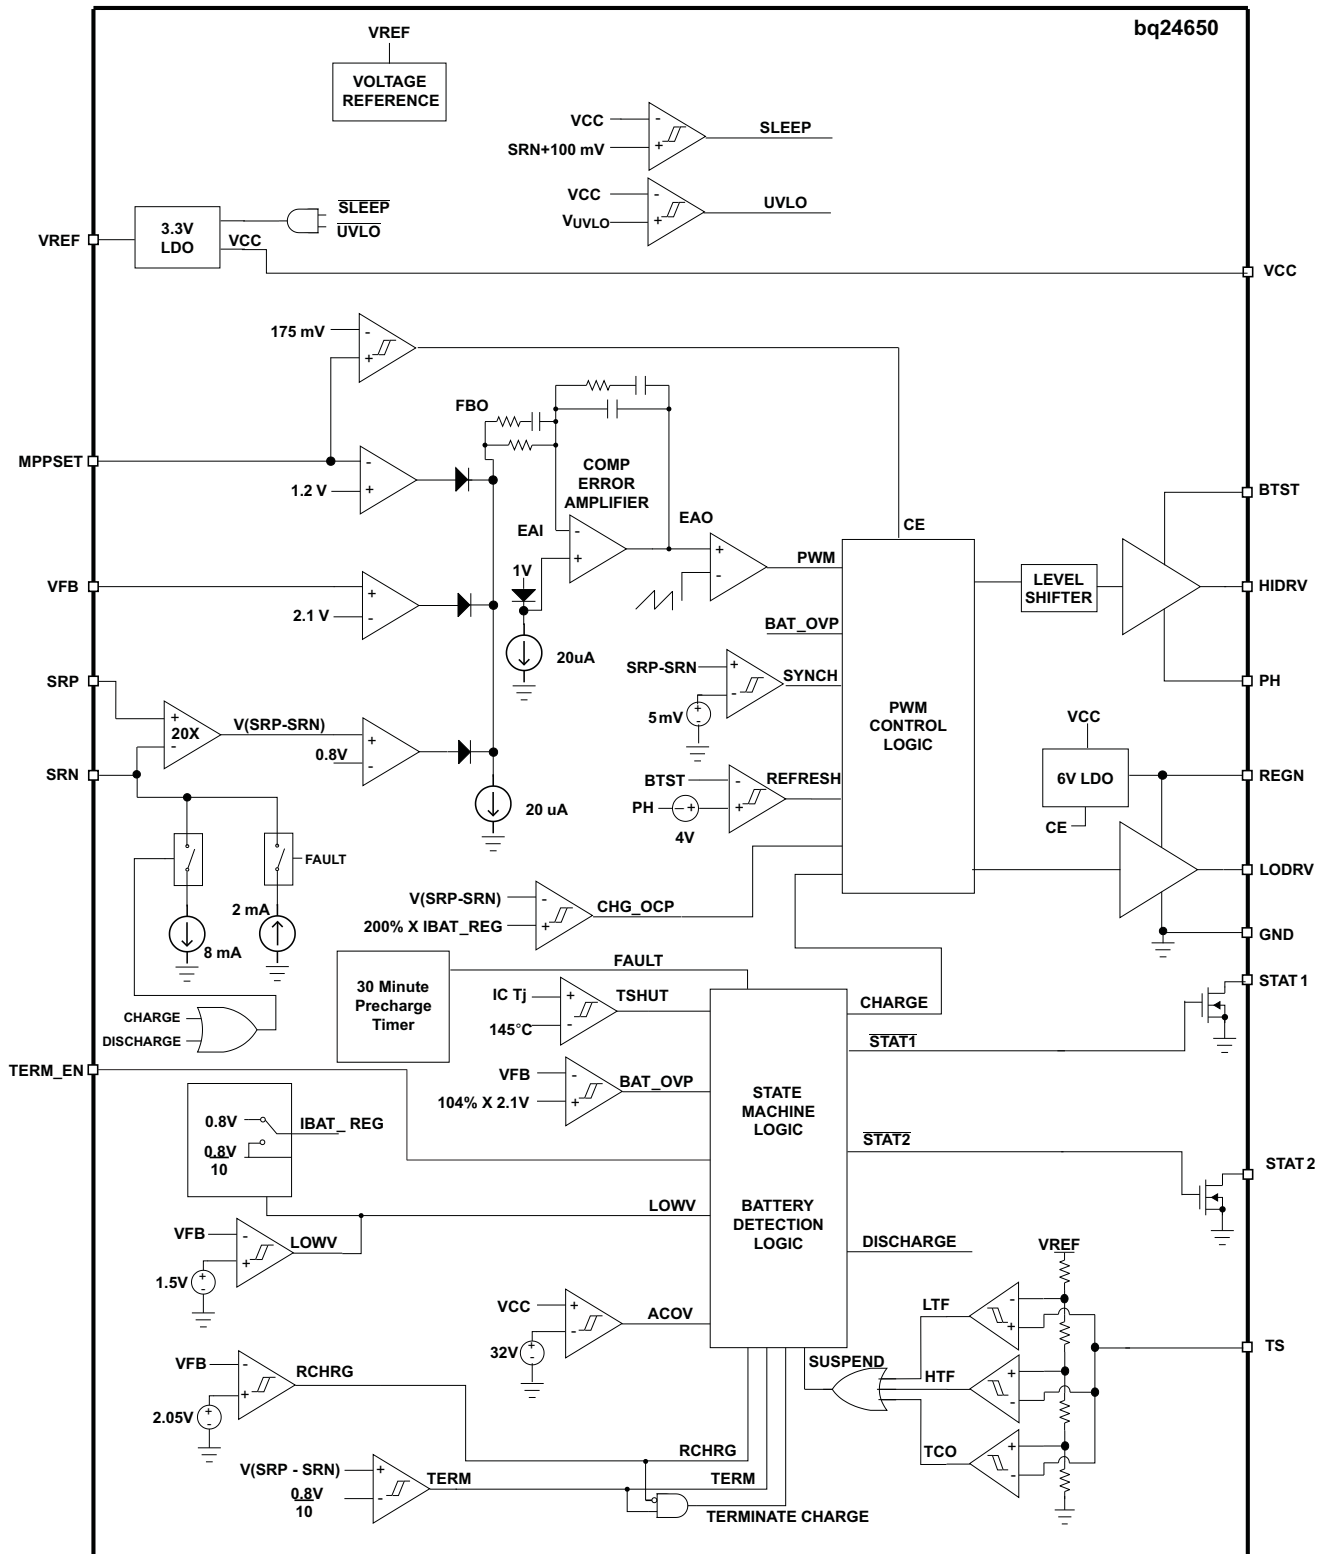 bq24650
VREF
VOLTAGE
REFERENCE
VCC
SRN+100 mV
-
+
SLEEP
VCC
VUVLO
-
+
UVLO
SLEEP
UVLO
3.3V
LDO
VCC
VREF
VCC
175 mV
-
+
FBO
MPPSET
1.2 V
-
+
COMP
ERROR
AMPLIFIER
EAI
-
+
EAO
+
-
PWM
CE
BTST
LEVEL
SHIFTER
HIDRV
PH
1V
20uA
VFB
2.1 V
+
-
BAT_OVP
SRP-SRN
+
-
SYNCH
5 mV
+
-
PWM
CONTROL
LOGIC
SRP
+
20X
-
V(SRP-SRN)
0.8V
+
-
SRN
20 uA
BTST
-
+
REFRESH
PH
- +
4V
VCC
6V LDO
CE
REGN
LODRV
GND
FAULT
2 mA
8 mA
V(SRP-SRN)
200% X IBAT_REG
-
+
CHG_OCP
CHARGE
DISCHARGE
30 Minute
Precharge
Timer
FAULT
IC Tj
145°C
+
-
TSHUT
CHARGE
STAT1
STAT1
TERM_EN
VFB
104% X 2.1V
-
+
BAT_OVP
STATE
MACHINE
LOGIC
STAT2
STAT2
0.8V
0.8V
10
IBAT_ REG
LOWV
BATTERY
DETECTION
LOGIC
DISCHARGE
VFB
-
+
LOWV
1.5V
+
-
VREF
LTF
-
+
VCC
+
-
ACOV
32V
+
-
TS
SUSPEND
HTF
+
-
VFB
-
+
RCHRG
2.05V
+
-
TCO
+
-
RCHRG
V(SRP - SRN)
0.8V
10
+
-
TERM
TERM
TERMINATE CHARGE